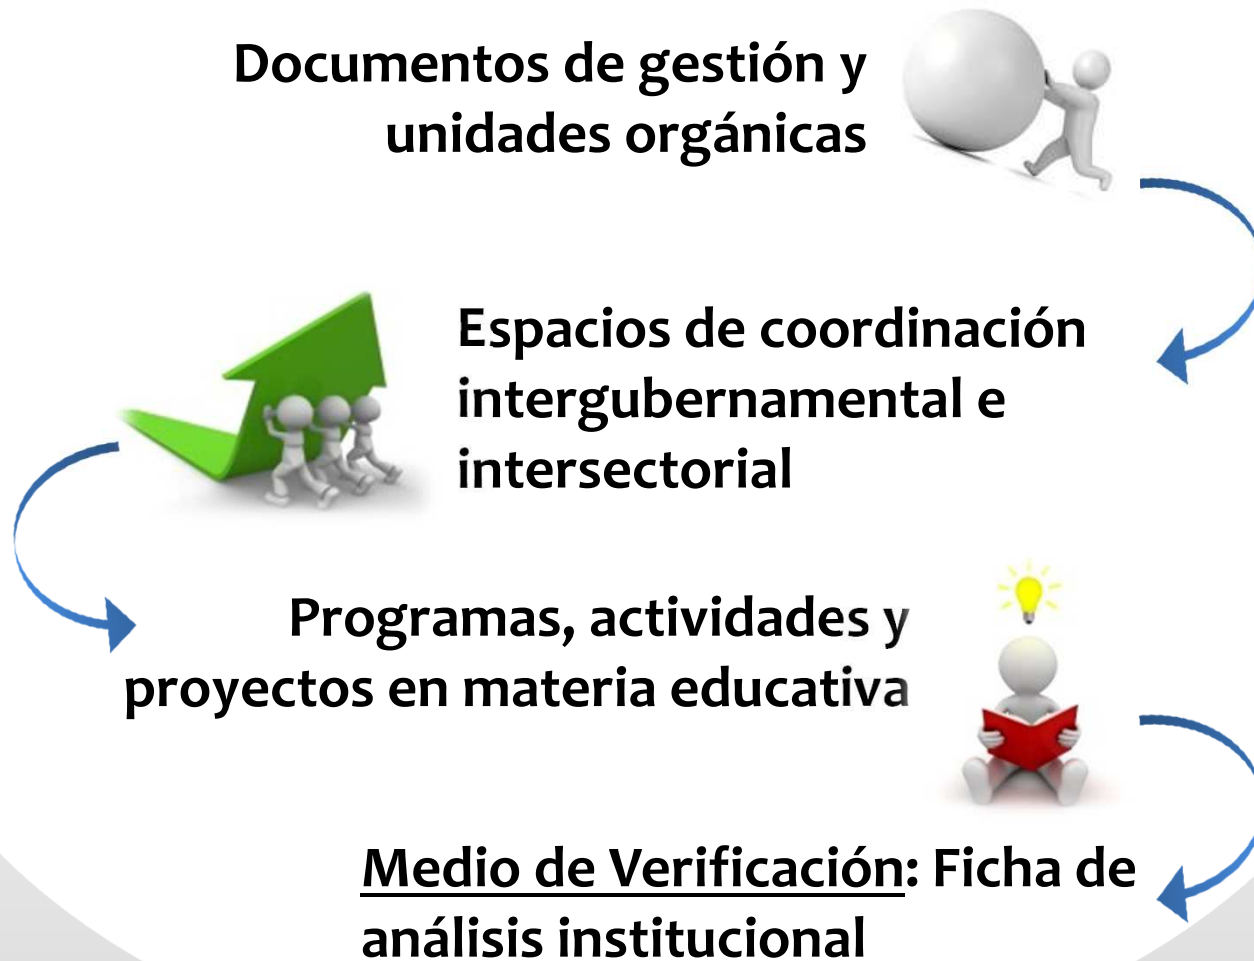 Documentos de gestión y
unidades orgánicas
Espacios de coordinación
intergubernamental e
intersectorial
Programas, actividades y
proyectos en materia educativa
Medio de Verificación: Ficha de
análisis institucional